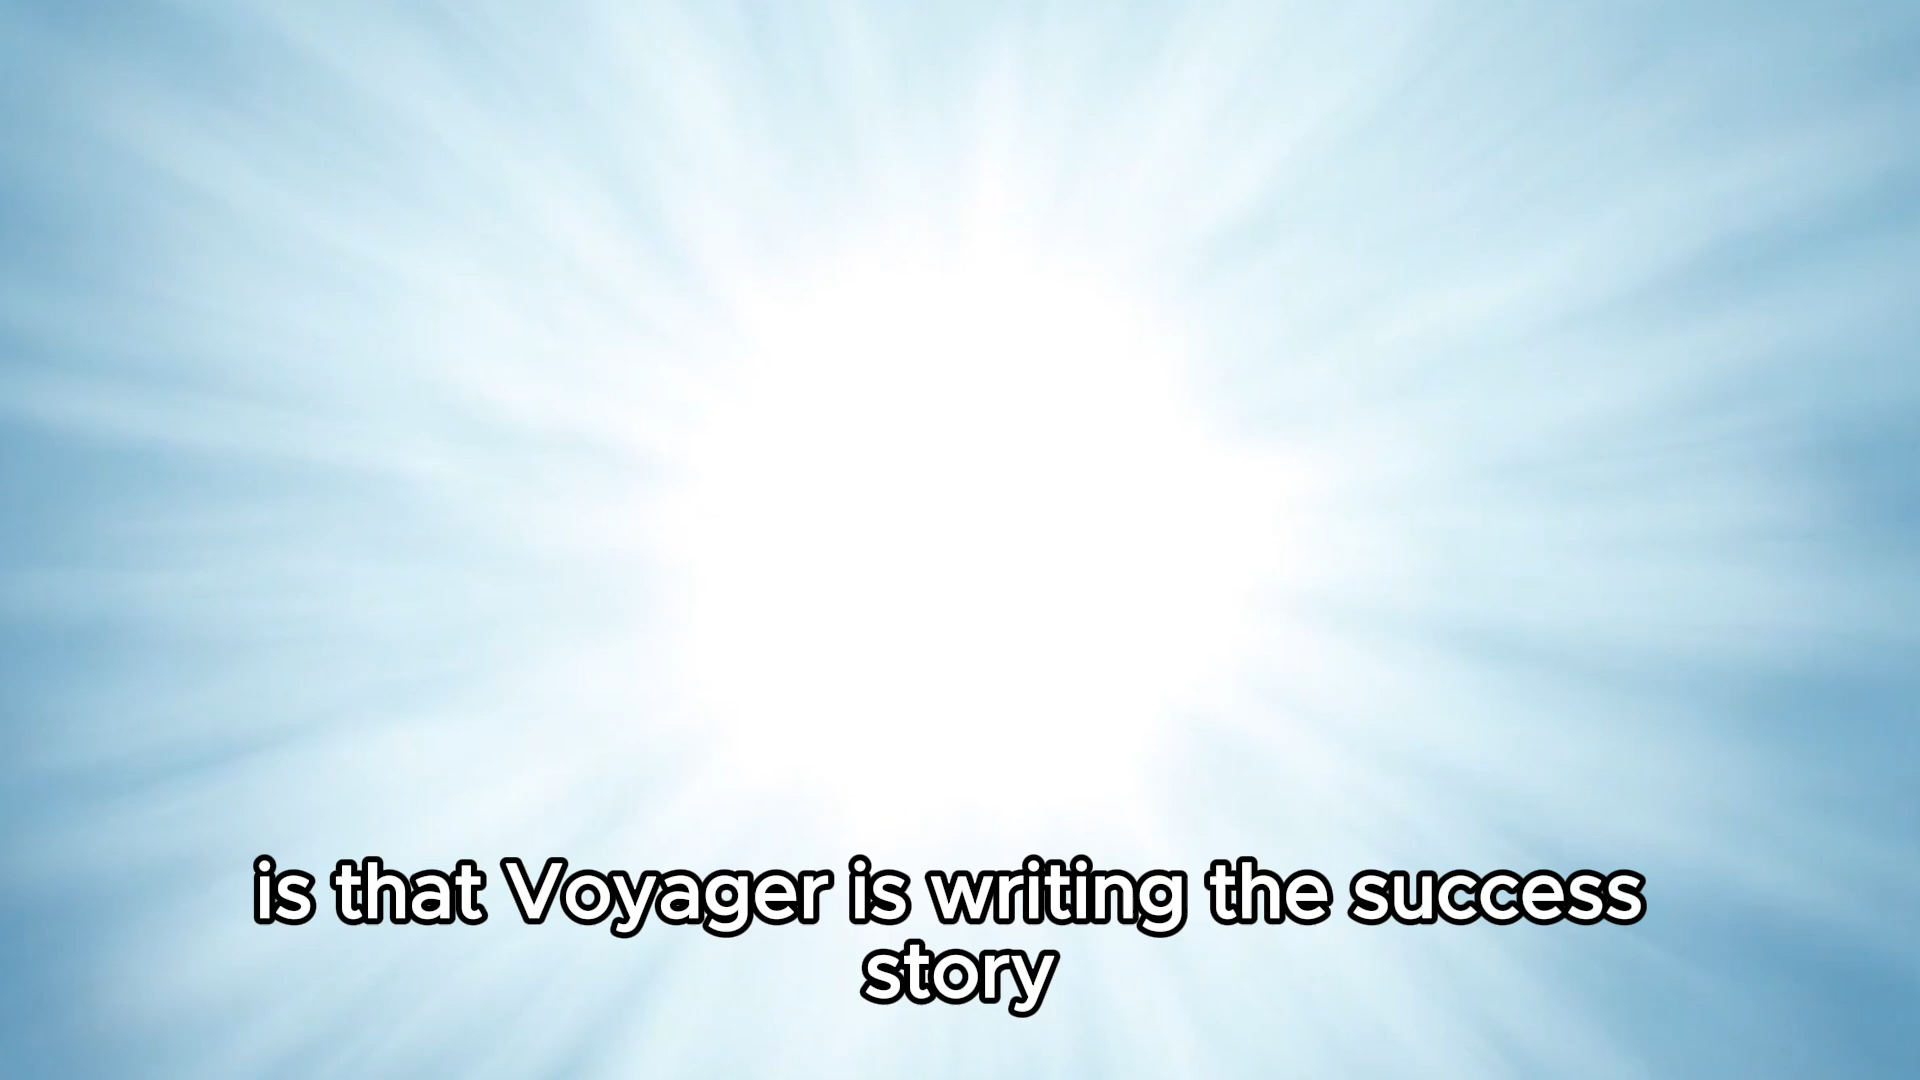 is that Voyager is writing the success
story